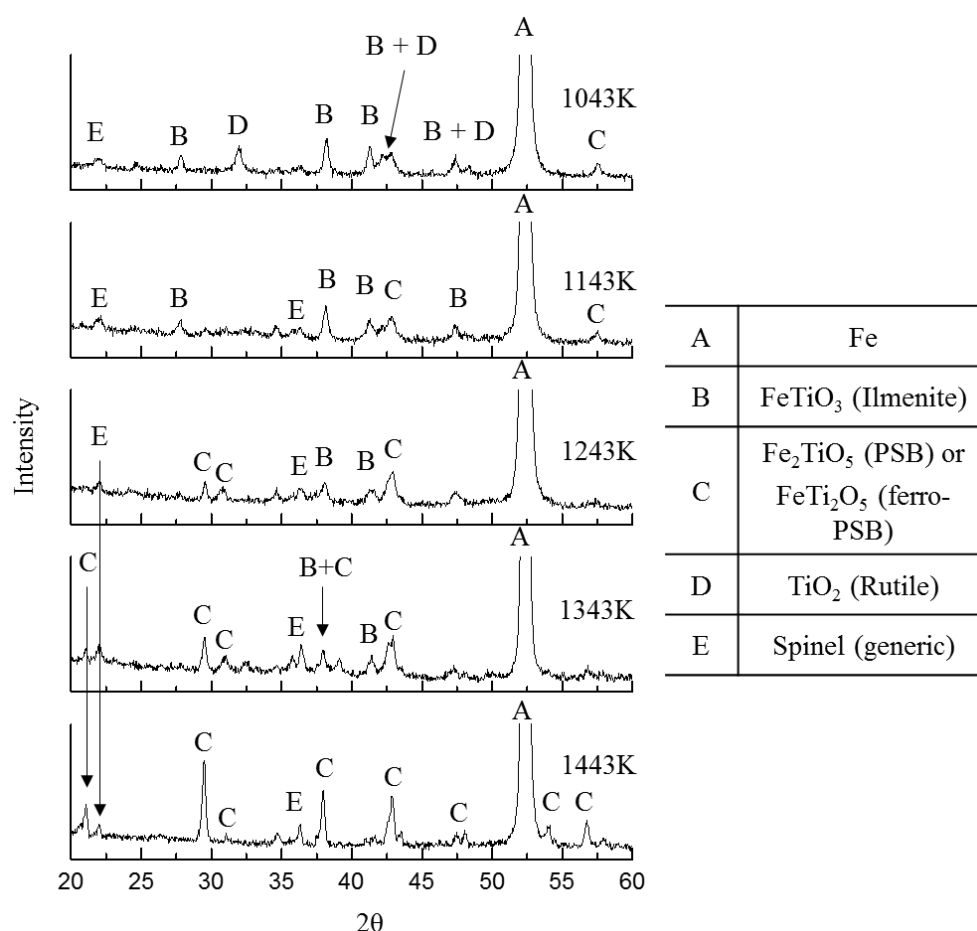 A
B + D
1043K
E
B
D
B
B
B + D
C
A
1143K
E
B
E
B
B
C
B
C
A
1243K
E
C
C
E
B
B
C
A
1343K
C
B+C
C
C
E
B
C
A
1443K
C
C
E
C
C
C
C
C
Intensity
20 25 30 35 40 45 50 55 60
2θ
A Fe
B FeTiO₃ (Ilmenite)
C Fe₂TiO₅ (PSB) or
FeTi₂O₅ (ferro-
PSB)
D TiO₂ (Rutile)
E Spinel (generic)